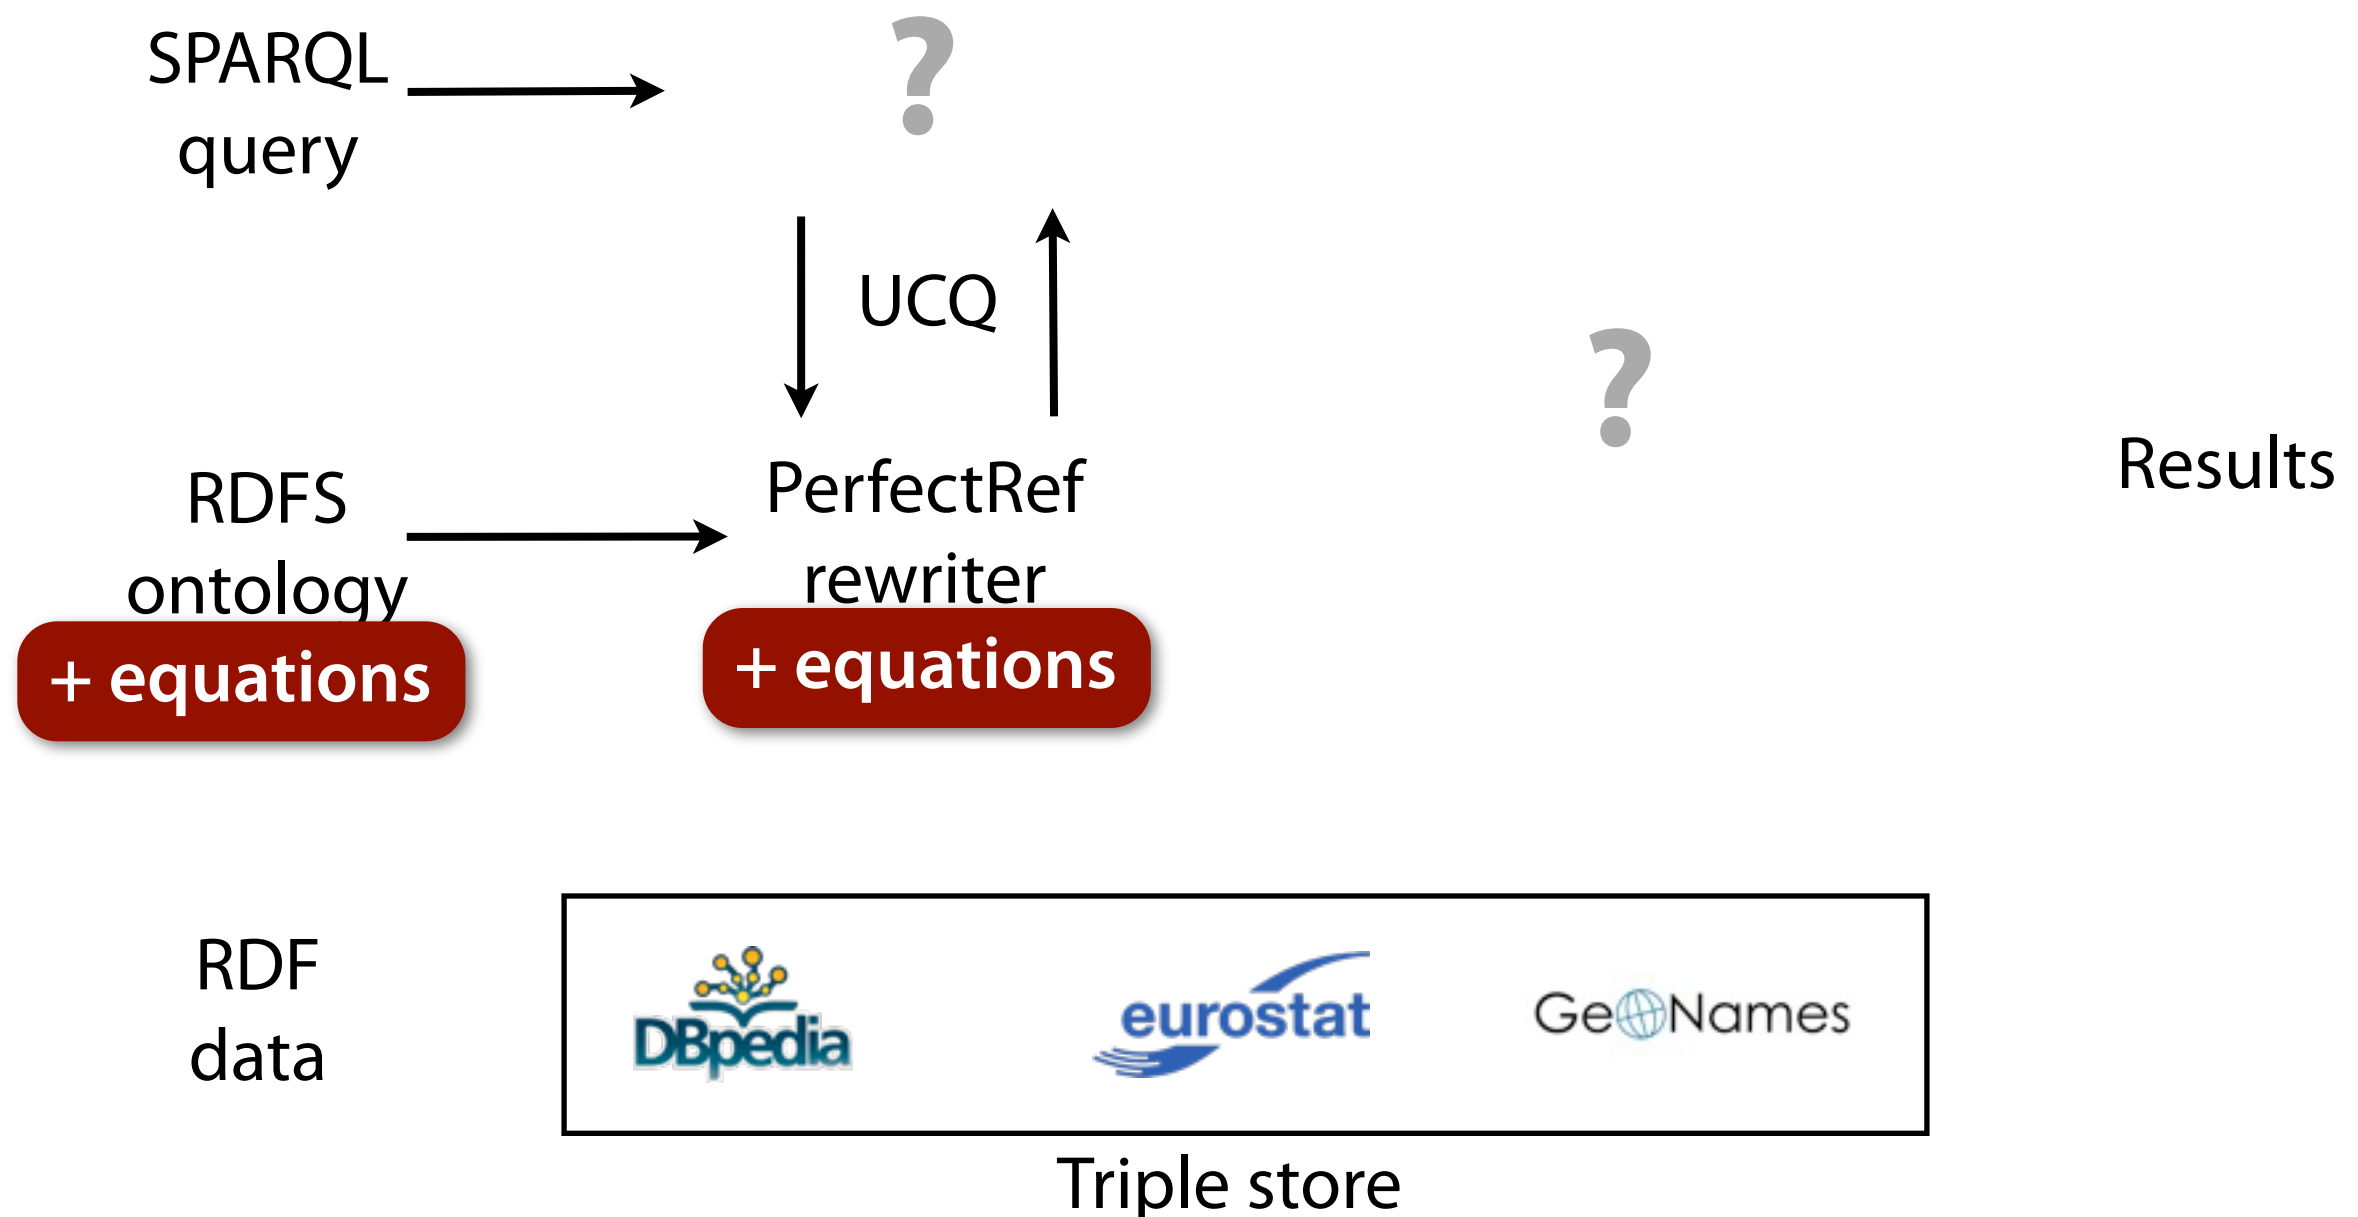 SPARQL
query
?
UCQ
?
RDFS
ontology
+ equations
PerfectRef
rewriter
+ equations
Results
RDF
data
DBpedia
eurostat
GeoNames
Triple store